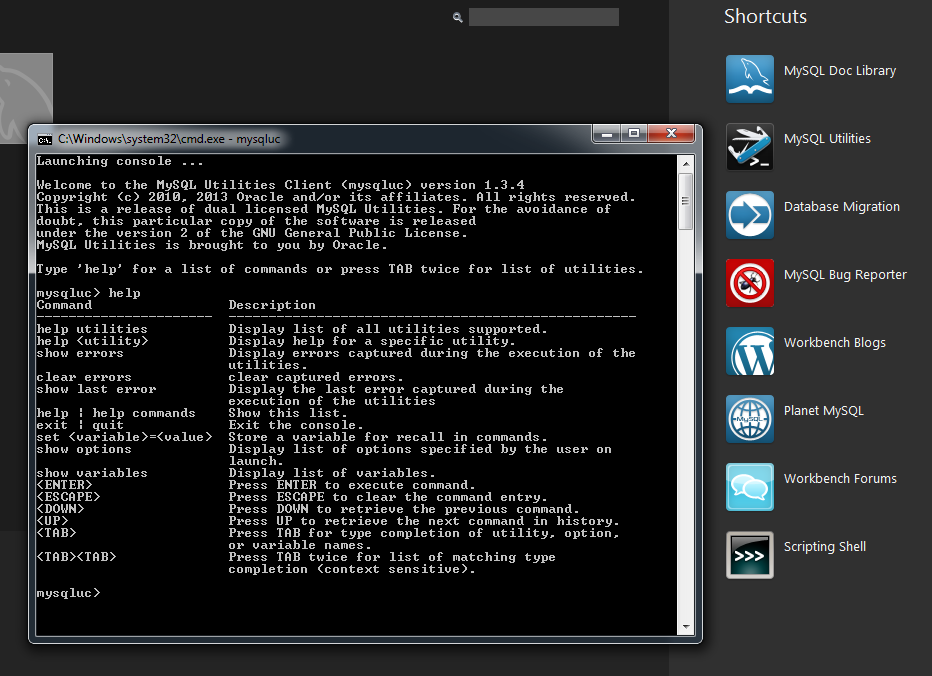 Shortcuts
MySQL Doc Library
MySQL Utilities
Database Migration
MySQL Bug Reporter
Workbench Blogs
MySQL
Planet MySQL
Workbench Forums
>>>
Scripting Shell
C:\Windows\system32\cmd.exe - mysqluc
Launching console ...
Welcome to the MySQL Utilities Client (mysqluc) version 1.3.4
Copyright (c) 2010, 2013 Oracle and/or its affiliates. All rights reserved.
This is a release of dual licensed MySQL Utilities. For the avoidance of
doubt, this particular copy of the software is released
under the version 2 of the GNU General Public License.
MySQL Utilities is brought to you by Oracle.
Type 'help' for a list of commands or press TAB twice for list of utilities.
mysqluc> help
Command Description
help utilities Display list of all utilities supported.
help <utility> Display help for a specific utility.
show errors Display errors captured during the execution of the
utilities.
clear errors clear captured errors.
show last error Display the last error captured during the
execution of the utilities
help | help commands Show this list.
exit | quit Exit the console.
set <variable>=<value> Store a variable for recall in commands.
show options Display list of options specified by the user on
launch.
show variables Display list of variables.
<ENTER> Press ENTER to execute command.
<ESCAPE> Press ESCAPE to clear the command entry.
<DOWN> Press DOWN to retrieve the previous command.
<UP> Press UP to retrieve the next command in history.
<TAB> Press TAB for type completion of utility, option,
or variable names.
<TAB><TAB> Press TAB twice for list of matching type
completion (context sensitive).
mysqluc>